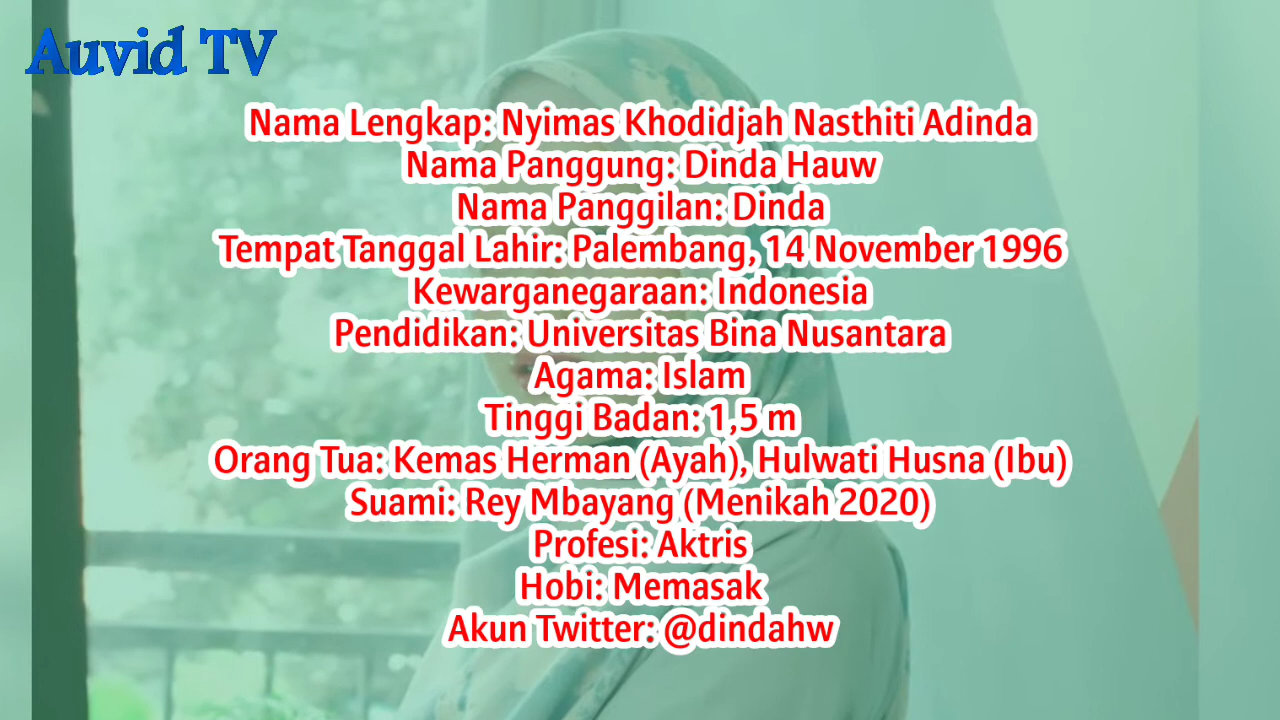 Auvid TV
Nama Lengkap: Nyimas Khodidjah Nasthiti Adinda
Nama Panggung: Dinda Hauw
Nama Panggilan: Dinda
Tempat Tanggal Lahir: Palembang, 14 November 1996
Kewarganegaraan: Indonesia
Pendidikan: Universitas Bina Nusantara
Agama: Islam
Tinggi Badan: 1,5 m
Orang Tua: Kemas Herman (Ayah), Hulwati Husna (Ibu)
Suami: Rey Mbayang (Menikah 2020)
Profesi: Aktris
Hobi: Memasak
Akun Twitter: @dindahw